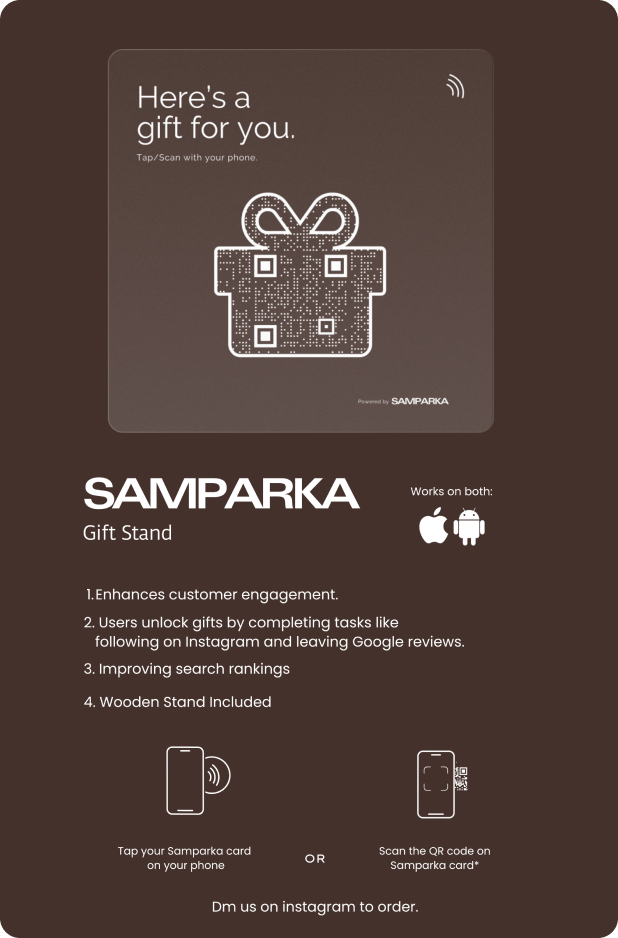 Here's a
gift for you.
Tap/Scan with your phone.
Powered by SAMPARKA
SAMPARKA
Gift Stand
Works on both:
1.Enhances customer engagement.
2. Users unlock gifts by completing tasks like
following on Instagram and leaving Google reviews.
3. Improving search rankings
4. Wooden Stand Included
Tap your Samparka card
on your phone
OR
Scan the QR code on
Samparka card*
Dm us on instagram to order.